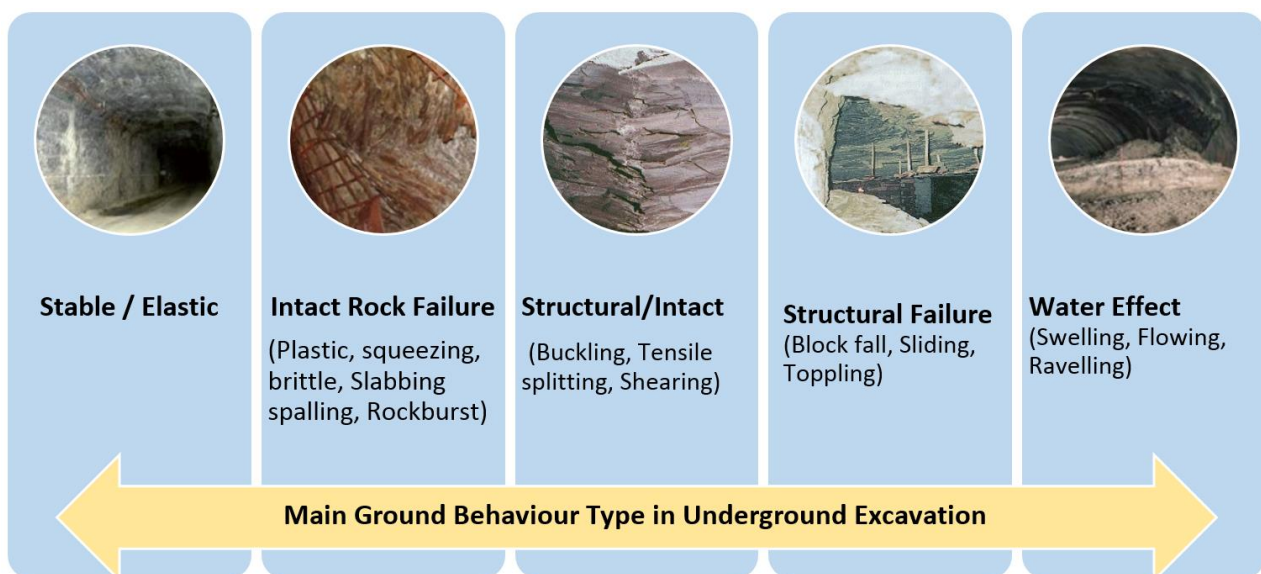 Stable / Elastic
Intact Rock Failure
(Plastic, squeezing,
brittle, Slabbing
spalling, Rockburst)
Structural/Intact
(Buckling, Tensile
splitting, Shearing)
Structural Failure
(Block fall, Sliding,
Toppling)
Water Effect
(Swelling, Flowing,
Ravelling)
Main Ground Behaviour Type in Underground Excavation